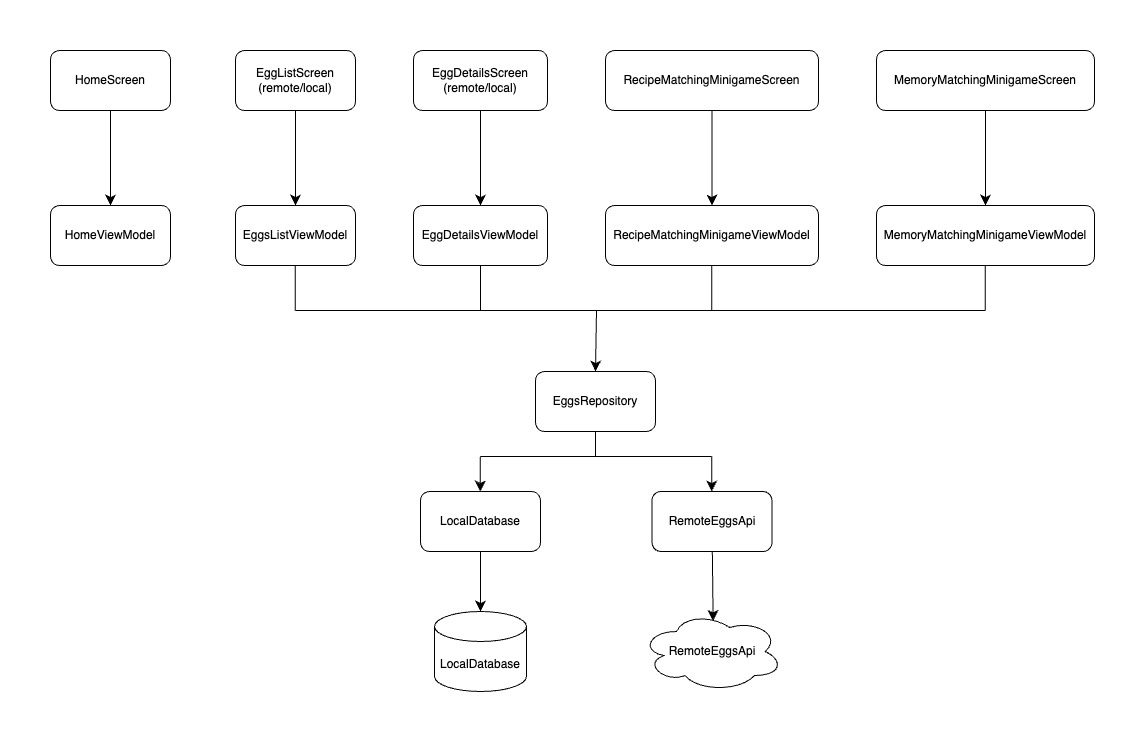 HomeScreen
EggListScreen
(remote/local)
EggDetailsScreen
(remote/local)
RecipeMatchingMinigameScreen
MemoryMatchingMinigameScreen
HomeViewModel
EggsListViewModel
EggDetailsViewModel
RecipeMatchingMinigameViewModel
MemoryMatchingMinigameViewModel
EggsRepository
LocalDatabase
RemoteEggsApi
LocalDatabase
RemoteEggsApi